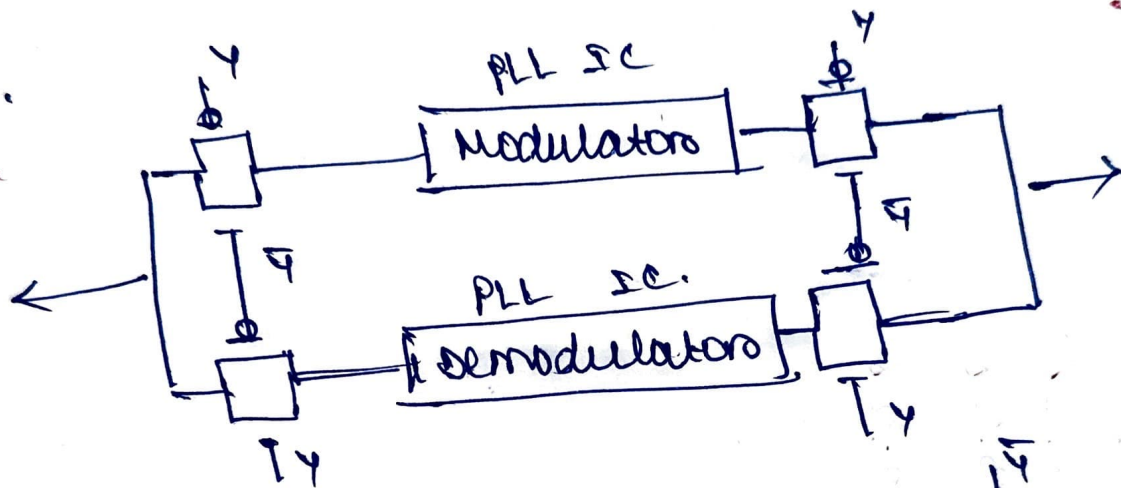 Y
PLL IC
Y
Modulator
Y̅
Y̅
PLL IC.
Demodulator
Y
Y
Y̅